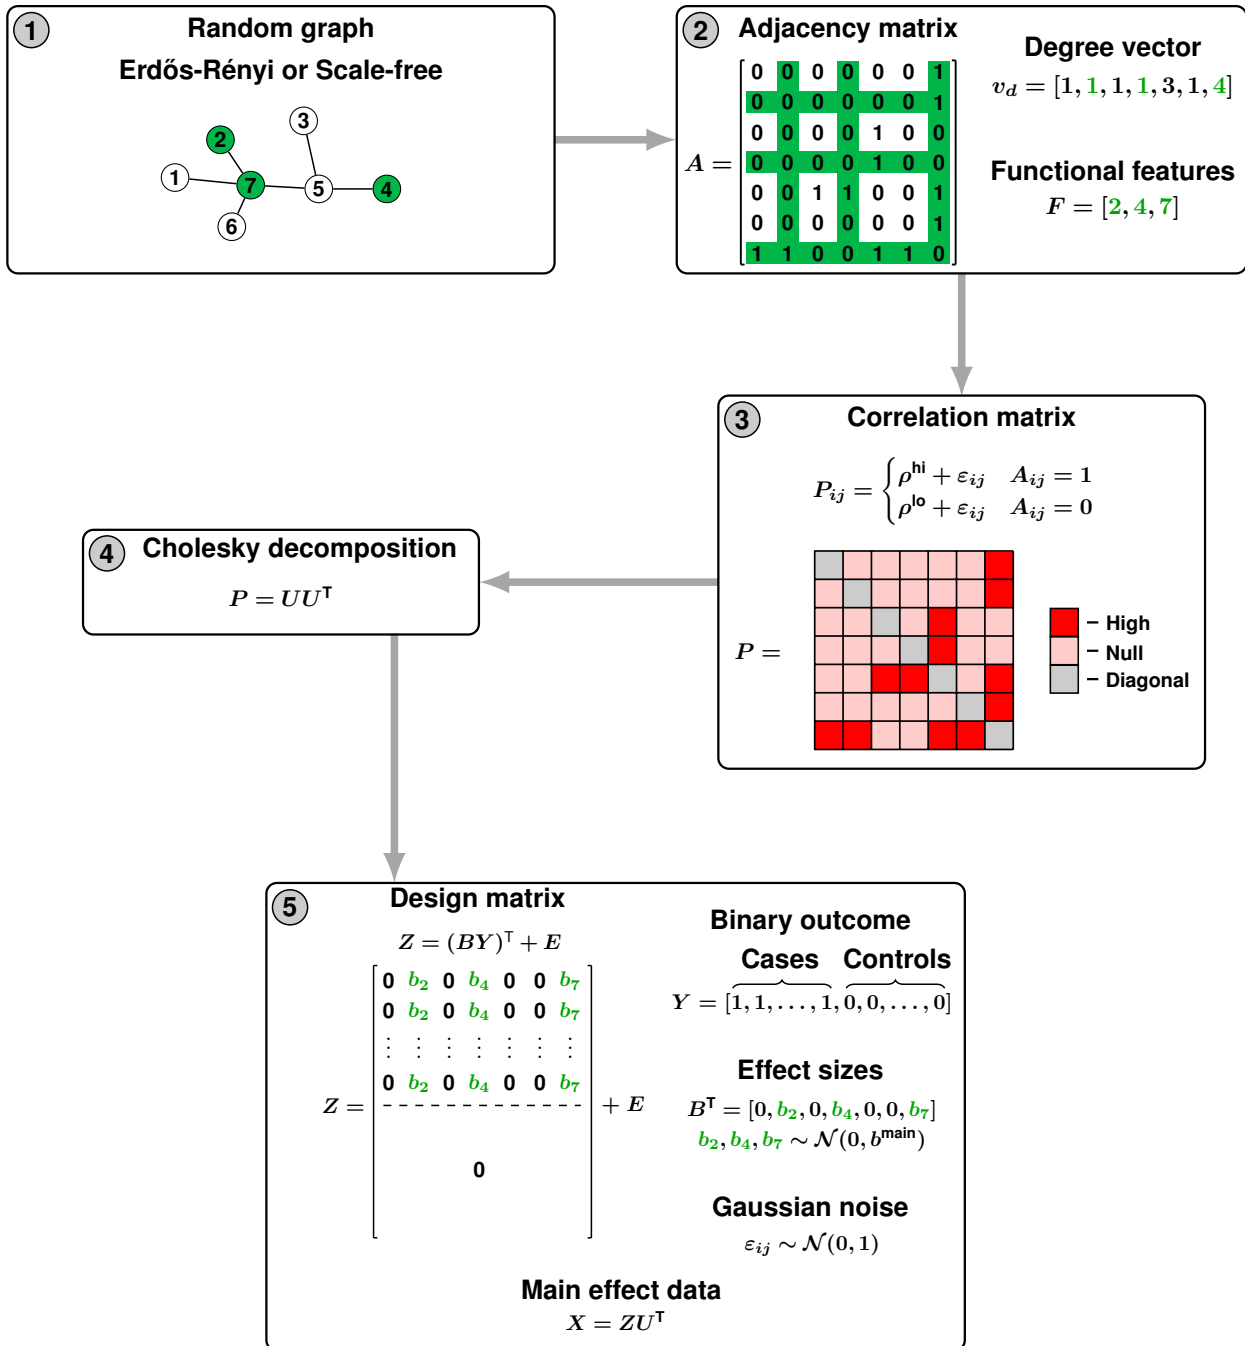 1
Random graph
Erdős-Rényi or Scale-free
3
2
1
7
5
4
6
2
Adjacency matrix
0 0 0 0 0 0 1
0 0 0 0 0 0 1
0 0 0 0 1 0 0
A = 0 0 0 0 1 0 0
0 0 1 1 0 0 1
0 0 0 0 0 0 1
1 1 0 0 1 1 0
Degree vector
v_d = [1, 1, 1, 1, 3, 1, 4]
Functional features
F = [2, 4, 7]
3
Correlation matrix
P_ij = { ρ^hi + ε_ij A_ij = 1
ρ^lo + ε_ij A_ij = 0
P =
– High
– Null
– Diagonal
4
Cholesky decomposition
P = UU^T
5
Design matrix
Z = (BY)^T + E
0 b_2 0 b_4 0 0 b_7
0 b_2 0 b_4 0 0 b_7
⋮ ⋮ ⋮ ⋮ ⋮ ⋮ ⋮
0 b_2 0 b_4 0 0 b_7
Z = + E
0
Binary outcome
Cases Controls
Y = [1, 1, . . . , 1, 0, 0, . . . , 0]
Effect sizes
B^T = [0, b_2, 0, b_4, 0, 0, b_7]
b_2, b_4, b_7 ∼ N(0, b^main)
Gaussian noise
ε_ij ∼ N(0, 1)
Main effect data
X = ZU^T